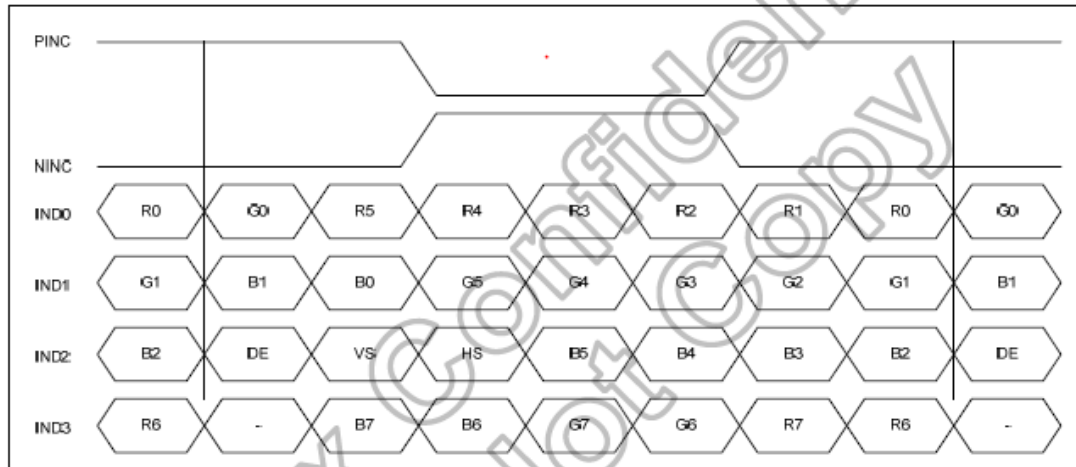 PINC
NINC
IND0 R0 G0 R5 R4 R3 R2 R1 R0 G0
IND1 G1 B1 B0 G5 G4 G3 G2 G1 B1
IND2 B2 DE VS HS B5 B4 B3 B2 DE
IND3 R6 - B7 B6 G7 G6 R7 R6 -
Copy